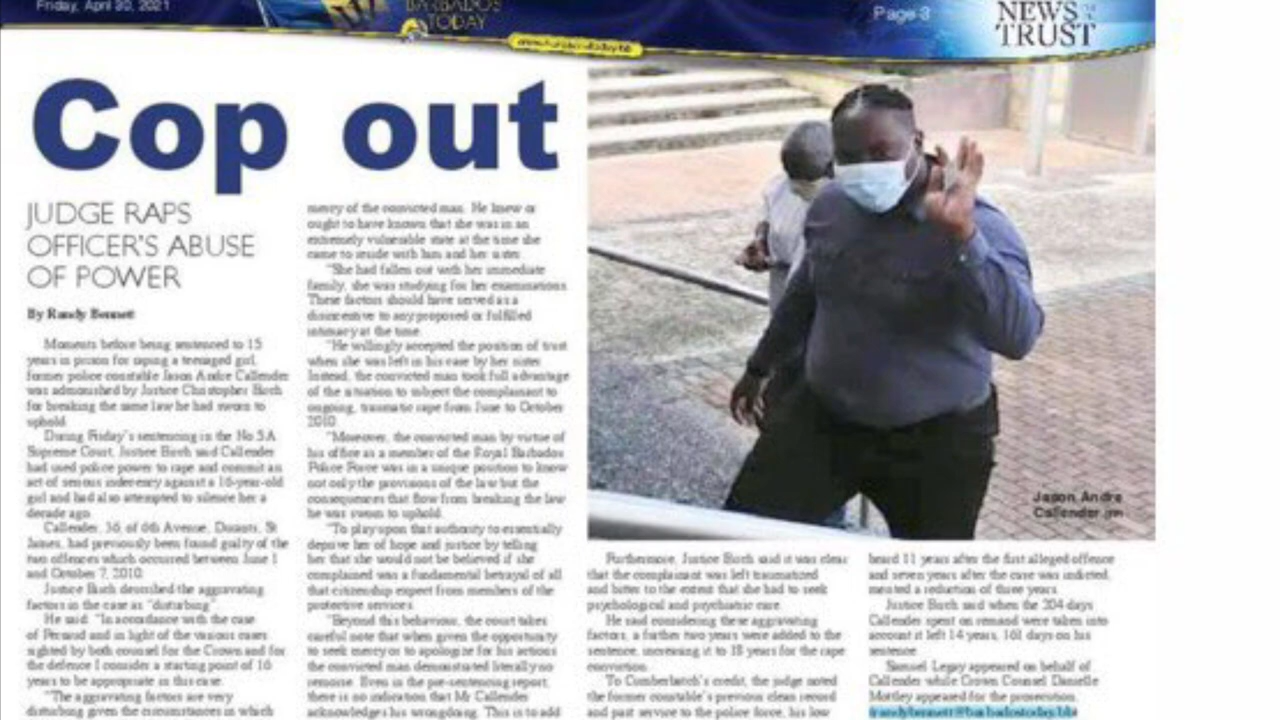 Friday, April 30, 2021
BARBADOS
TODAY
Page 3
NEWS
TRUST
Cop out
JUDGE RAPS
OFFICER'S ABUSE
OF POWER
By Randy Bennett
Moments before being sentenced to 15
years in prison for raping a teenaged girl,
former police constable Jason Andre Callender
was admonished by Justice Christopher Birch
for breaking the same law he had sworn to
uphold.
During Friday's sentencing in the No 5A
Supreme Court, Justice Birch said Callender
had used police power to rape and commit an
act of serious indecency against a 16-year-old
girl and had also attempted to silence her a
decade ago.
Callender, 36, of 6th Avenue, Durants, St
James, had previously been found guilty of the
two offences which occurred between June 1
and October 7, 2010.
Justice Birch described the aggravating
factors in the case as "disturbing".
He said: "In accordance with the case
of Persaud and in light of the various cases
sighted by both counsel for the Crown and for
the defence I consider a starting point of 16
years to be appropriate in this case.
"The aggravating factors are very
disturbing given the circumstances in which
mercy of the convicted man. He knew or
ought to have known that she was in an
extremely vulnerable state at the time she
came to reside with him and her sister.
"She had fallen out with her immediate
family, she was studying for her examinations.
These factors should have served as a
disincentive to any proposed or fulfilled
intimacy at the time.
"He willingly accepted the position of trust
when she was left in his care by her sister.
Instead, the convicted man took full advantage
of the situation to subject the complainant to
ongoing, traumatic rape from June to October
2010.
"Moreover, the convicted man by virtue of
his office as a member of the Royal Barbados
Police Force was in a unique position to know
not only the provisions of the law but the
consequences that flow from breaking the law
he was sworn to uphold.
"To play upon that authority to essentially
deprive her of hope and justice by telling
her that she would not be believed if she
complained was a fundamental betrayal of all
that citizenship expect from members of the
protective services.
"Beyond this behaviour, the court takes
careful note that when given the opportunity
to seek mercy or to apologize for his actions
the convicted man demonstrated literally no
remorse. Even in the pre-sentencing report,
there is no indication that Mr Callender
acknowledges his wrongdoing. This is to add
Jason Andre
Callender
Furthermore, Justice Birch said it was clear
that the complainant was left traumatized
and bitter to the extent that she had to seek
psychological and psychiatric care.
He said considering these aggravating
factors, a further two years were added to the
sentence, increasing it to 18 years for the rape
conviction.
To Cumberbatch's credit, the judge noted
the former constable's previous clean record
and past service to the police force, his low
heard 11 years after the first alleged offence
and seven years after the case was indicted,
merited a reduction of three years.
Justice Birch said when the 204 days
Callender spent on remand were taken into
account it left 14 years, 161 days on his
sentence.
Samuel Legay appeared on behalf of
Callender while Crown Counsel Danielle
Mottley appeared for the prosecution.
randybennett@barbadostoday.bb